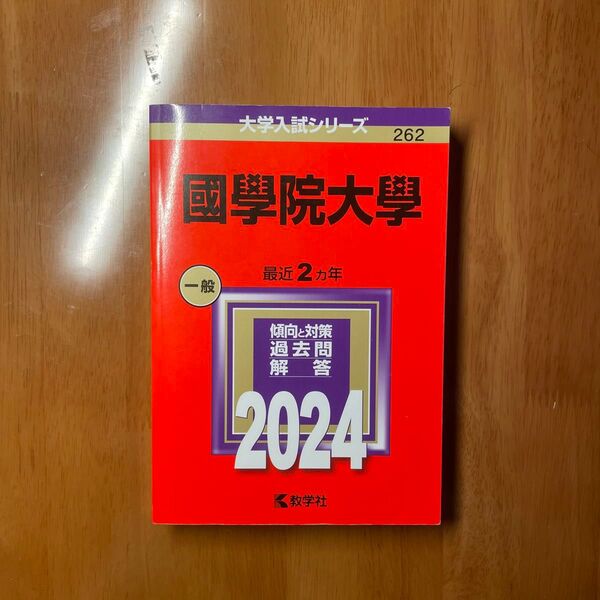 大学入試シリーズ
262
國學院大學
最近2カ年
一般
傾向と対策
過去問
解答
2024
教学社